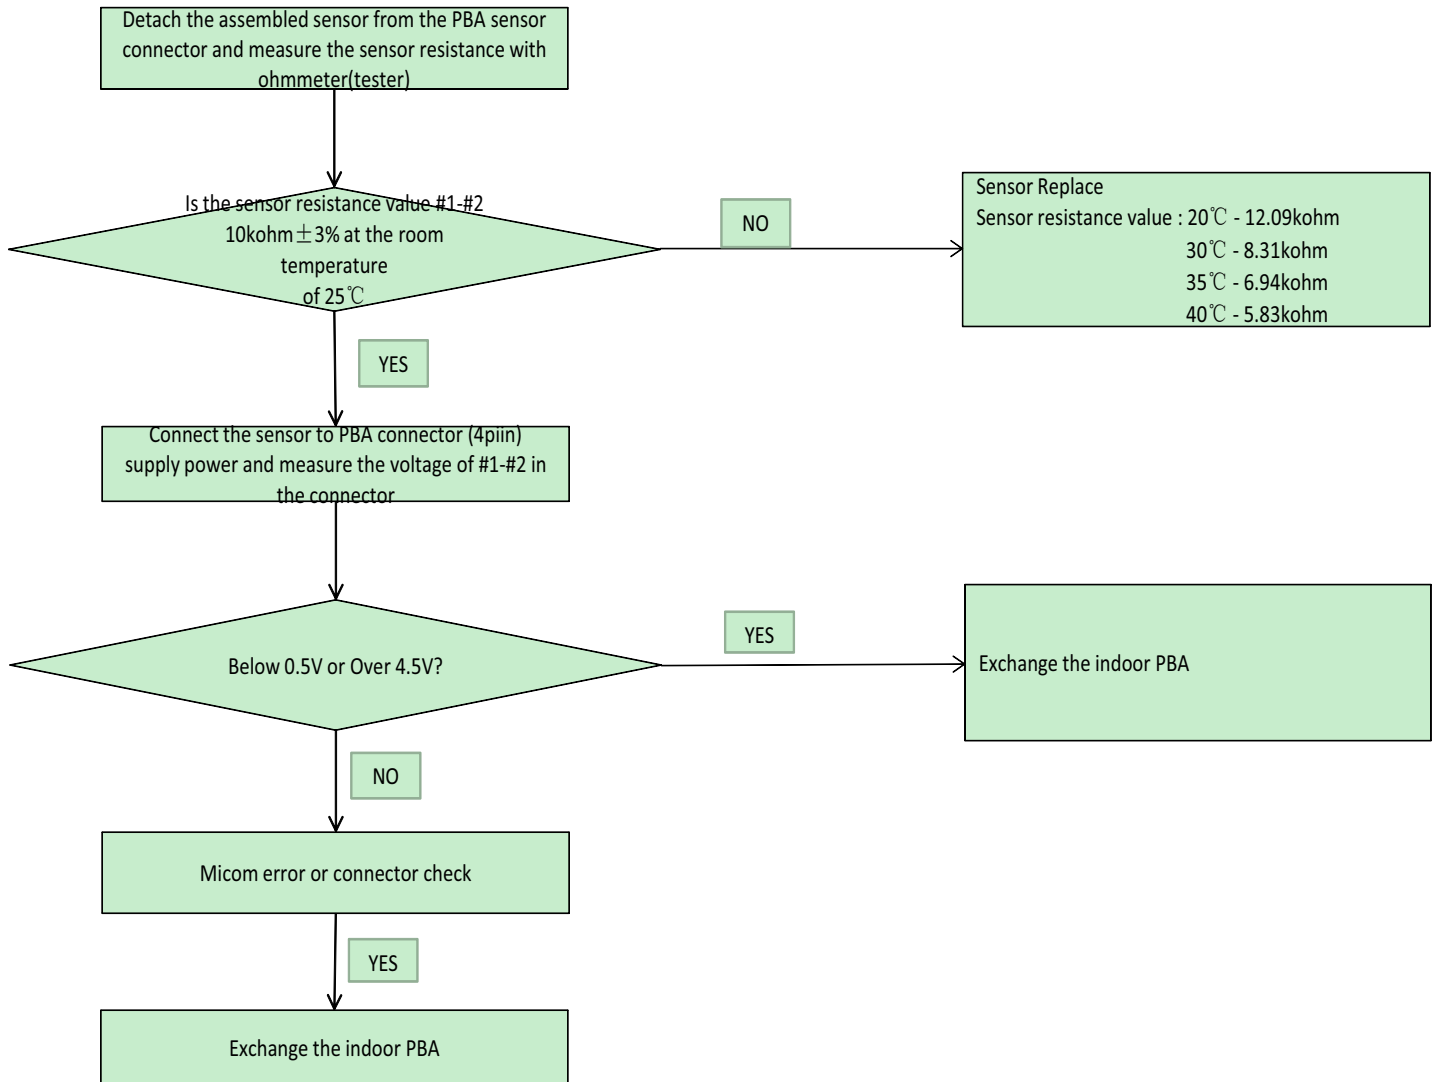 Detach the assembled sensor from the PBA sensor
connector and measure the sensor resistance with
ohmmeter(tester)
Is the sensor resistance value #1-#2
10kohm±3% at the room
temperature
of 25℃
NO
Sensor Replace
Sensor resistance value : 20℃ - 12.09kohm
30℃ - 8.31kohm
35℃ - 6.94kohm
40℃ - 5.83kohm
YES
Connect the sensor to PBA connector (4piin)
supply power and measure the voltage of #1-#2 in
the connector
Below 0.5V or Over 4.5V?
YES
Exchange the indoor PBA
NO
Micom error or connector check
YES
Exchange the indoor PBA